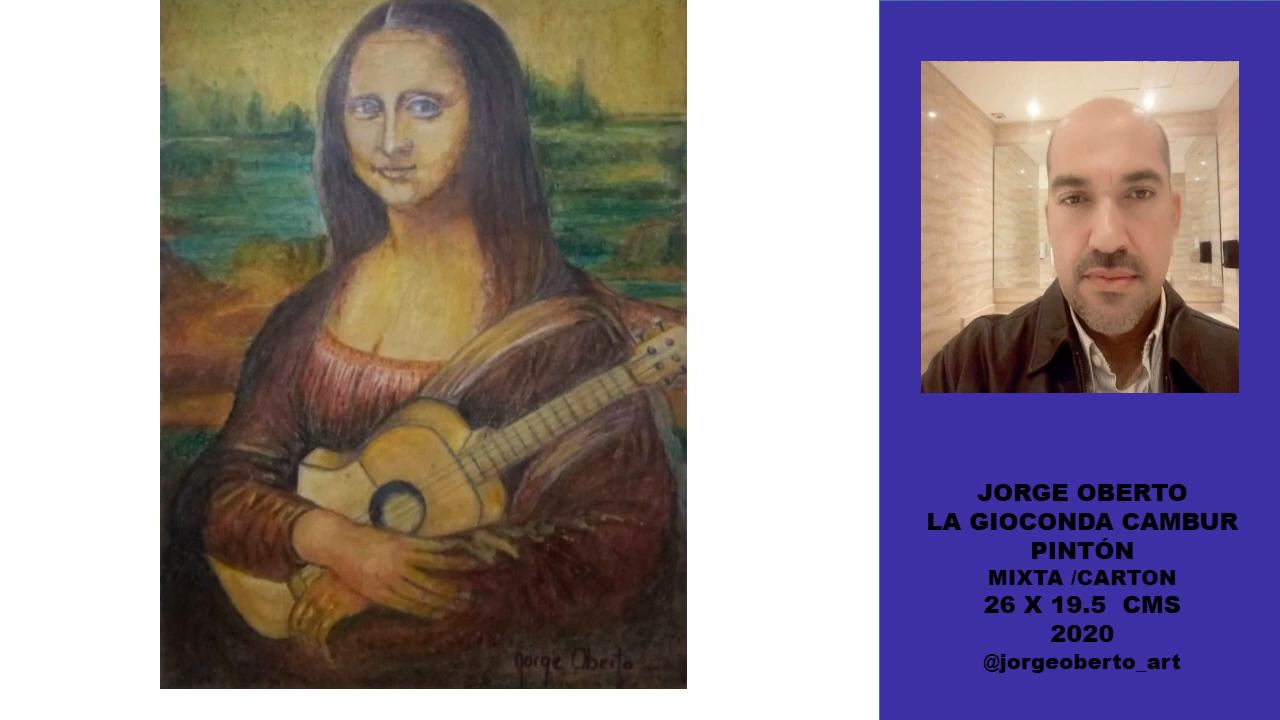 Jorge Oberto
JORGE OBERTO
LA GIOCONDA CAMBUR
PINTÓN
MIXTA /CARTON
26 X 19.5  CMS
2020
@jorgeoberto_art